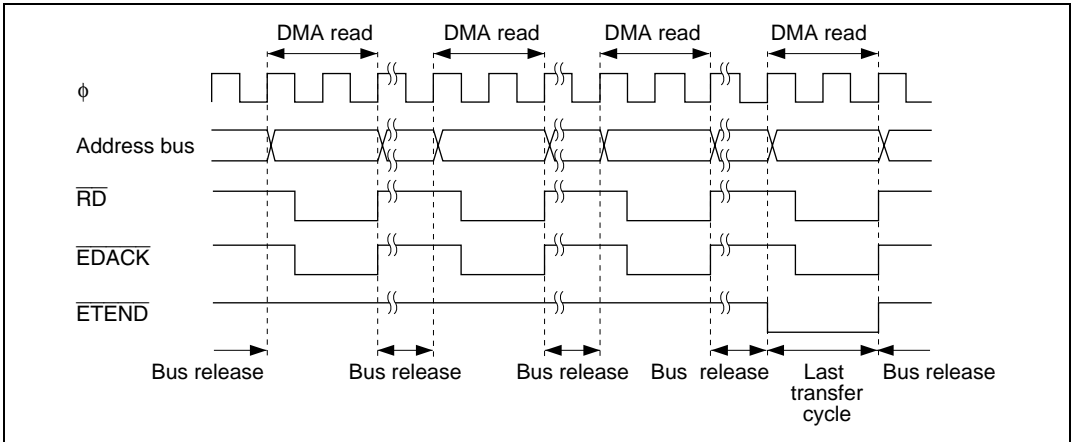 DMA read DMA read DMA read DMA read
φ
Address bus
RD
EDACK
ETEND
Bus release Bus release Bus release Bus release Last transfer cycle Bus release